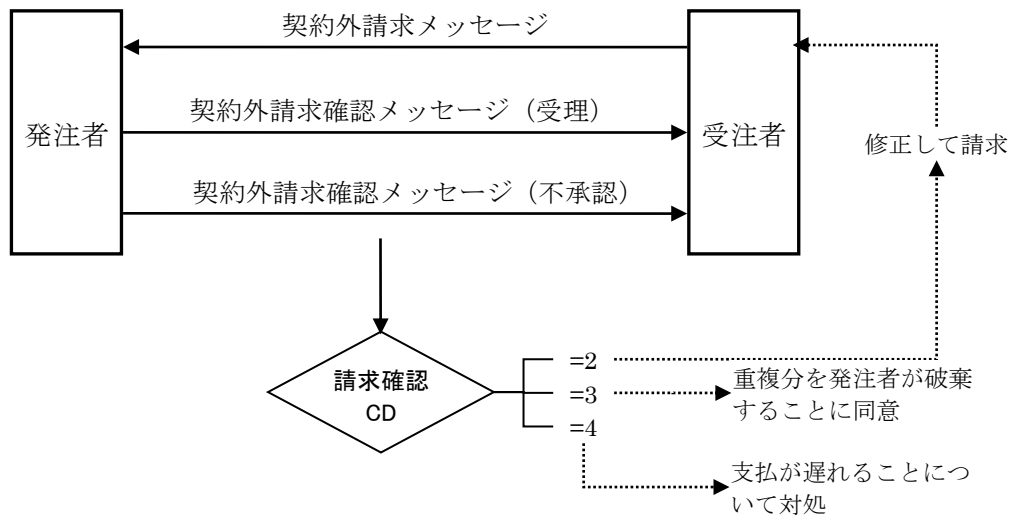 契約外請求メッセージ
発注者
契約外請求確認メッセージ（受理）
受注者
修正して請求
契約外請求確認メッセージ（不承認）
請求確認
CD
=2
=3
=4
重複分を発注者が破棄
することに同意
支払が遅れることにつ
いて対処